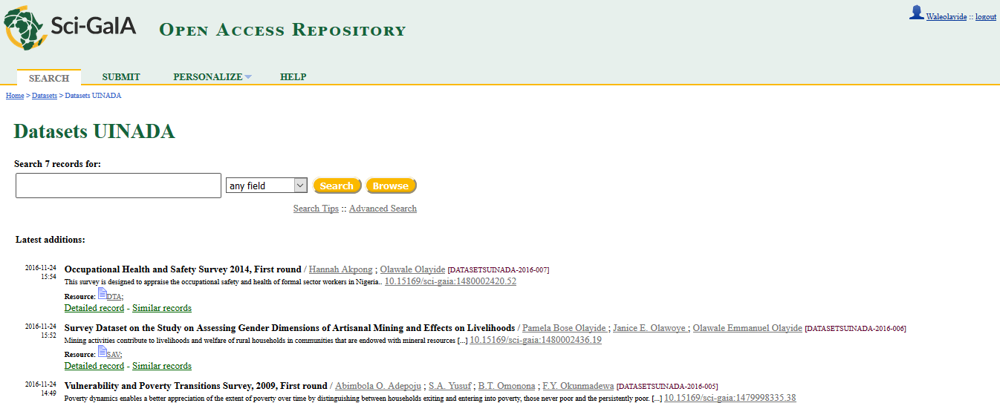 Sci-GaIA
OPEN ACCESS REPOSITORY
Waleolavide :: logout
SEARCH SUBMIT PERSONALIZE HELP
Home > Datasets > Datasets UINADA
Datasets UINADA
Search 7 records for:
any field Search Browse
Search Tips :: Advanced Search
Latest additions:
2016-11-24 Occupational Health and Safety Survey 2014, First round / Hannah Akpong ; Olawale Olayide [DATASETSUINADA-2016-007]
15:54 This survey is designed to appraise the occupational safety and health of formal sector workers in Nigeria.. 10.15169/sci-gaia:1480002420.52
Resource: DTA;
Detailed record - Similar records
2016-11-24 Survey Dataset on the Study on Assessing Gender Dimensions of Artisanal Mining and Effects on Livelihoods / Pamela Bose Olayide ; Janice E. Olawoye ; Olawale Emmanuel Olayide [DATASETSUINADA-2016-006]
15:52 Mining activities contribute to livelihoods and welfare of rural households in communities that are endowed with mineral resources [...] 10.15169/sci-gaia:1480002436.19
Resource: SAV;
Detailed record - Similar records
2016-11-24 Vulnerability and Poverty Transitions Survey, 2009, First round / Abimbola O. Adepoju ; S.A. Yusuf ; B.T. Omonona ; F.Y. Okunmadewa [DATASETSUINADA-2016-005]
14:49 Poverty dynamics enables a better appreciation of the extent of poverty over time by distinguishing between households exiting and entering into poverty, those never poor and the persistently poor. [...] 10.15169/sci-gaia:1479998335.38